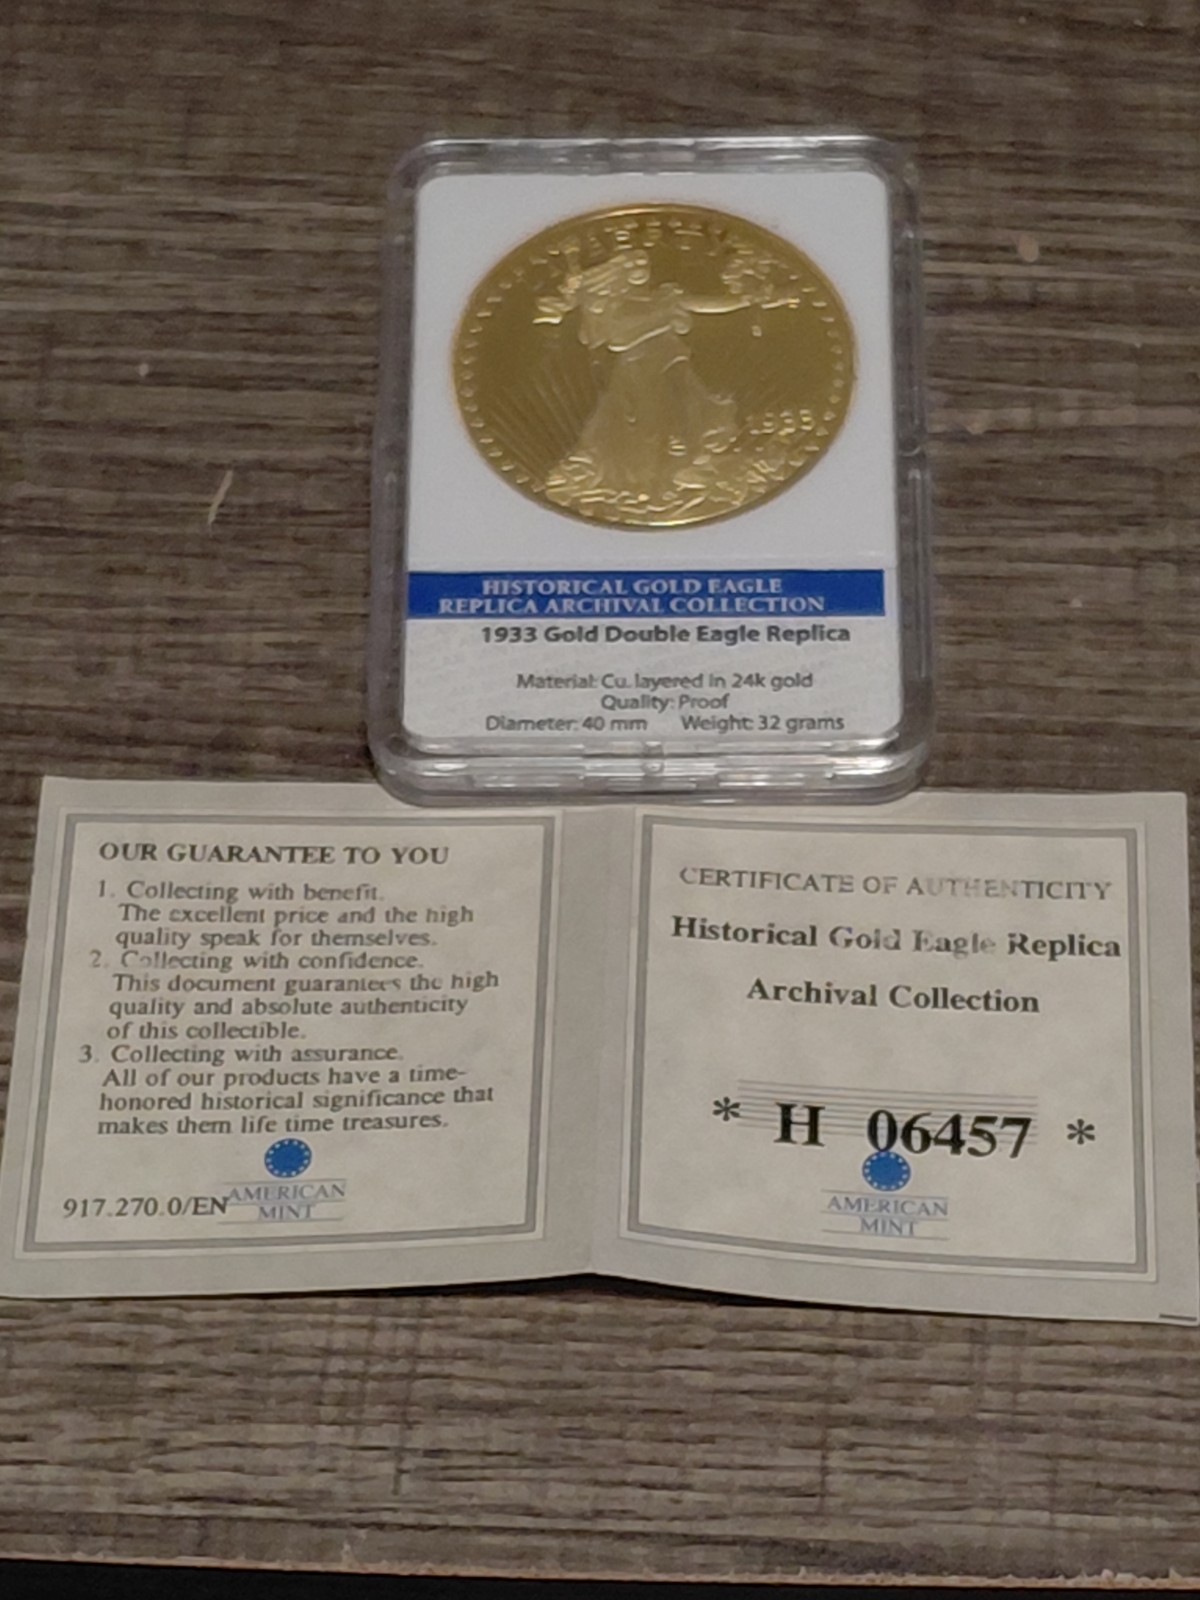 LIBERTY
1933
HISTORICAL GOLD EAGLE
REPLICA ARCHIVAL COLLECTION
1933 Gold Double Eagle Replica
Material: Cu. layered in 24k gold
Quality: Proof
Diameter: 40 mm Weight: 32 grams
OUR GUARANTEE TO YOU
1. Collecting with benefit.
The excellent price and the high
quality speak for themselves.
2. Collecting with confidence.
This document guarantees the high
quality and absolute authenticity
of this collectible.
3. Collecting with assurance.
All of our products have a time-
honored historical significance that
makes them life time treasures.
917.270.0/EN
AMERICAN
MINT
CERTIFICATE OF AUTHENTICITY
Historical Gold Eagle Replica
Archival Collection
* H 06457 *
AMERICAN
MINT